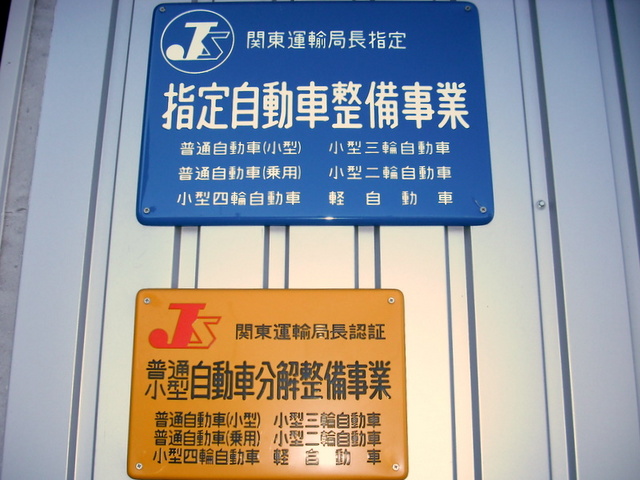 JS 関東運輸局長指定
指定自動車整備事業
普通自動車(小型) 小型三輪自動車
普通自動車(乗用) 小型二輪自動車
小型四輪自動車 軽自動車
JS 関東運輸局長認証
普通小型自動車分解整備事業
普通自動車(小型) 小型三輪自動車
普通自動車(乗用) 小型二輪自動車
小型四輪自動車 軽自動車